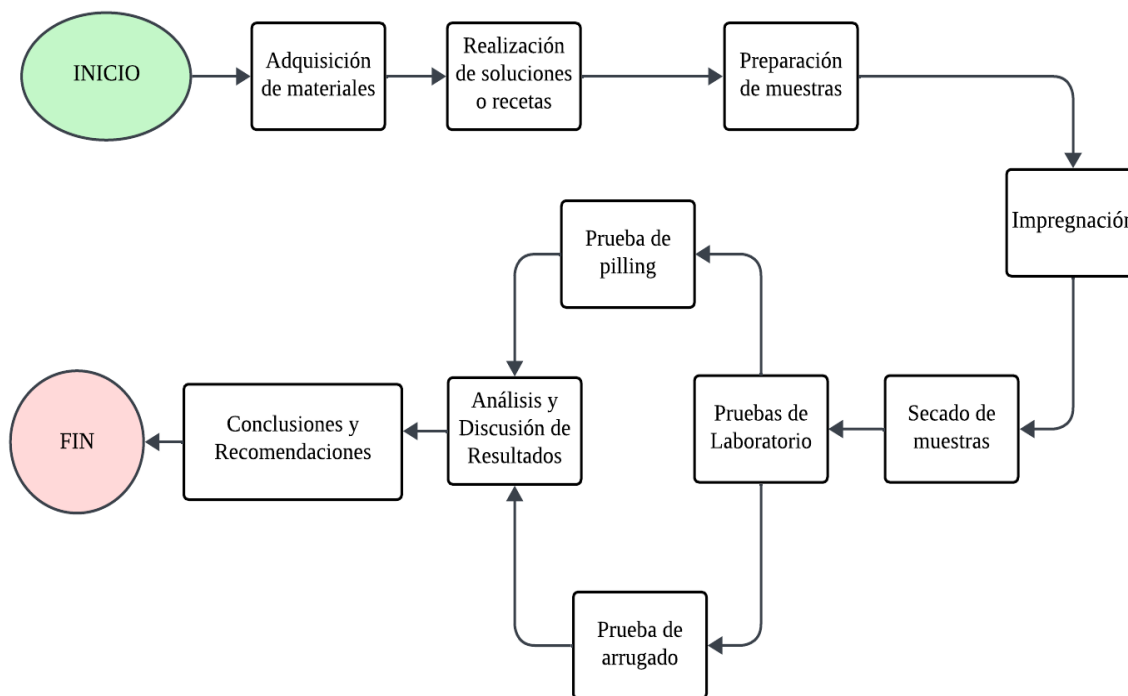 INICIO
Adquisición
de materiales
Realización
de soluciones
o recetas
Preparación
de muestras
Impregnación
Secado de
muestras
Pruebas de
Laboratorio
Prueba de
pilling
Prueba de
arrugado
Análisis y
Discusión de
Resultados
Conclusiones y
Recomendaciones
FIN